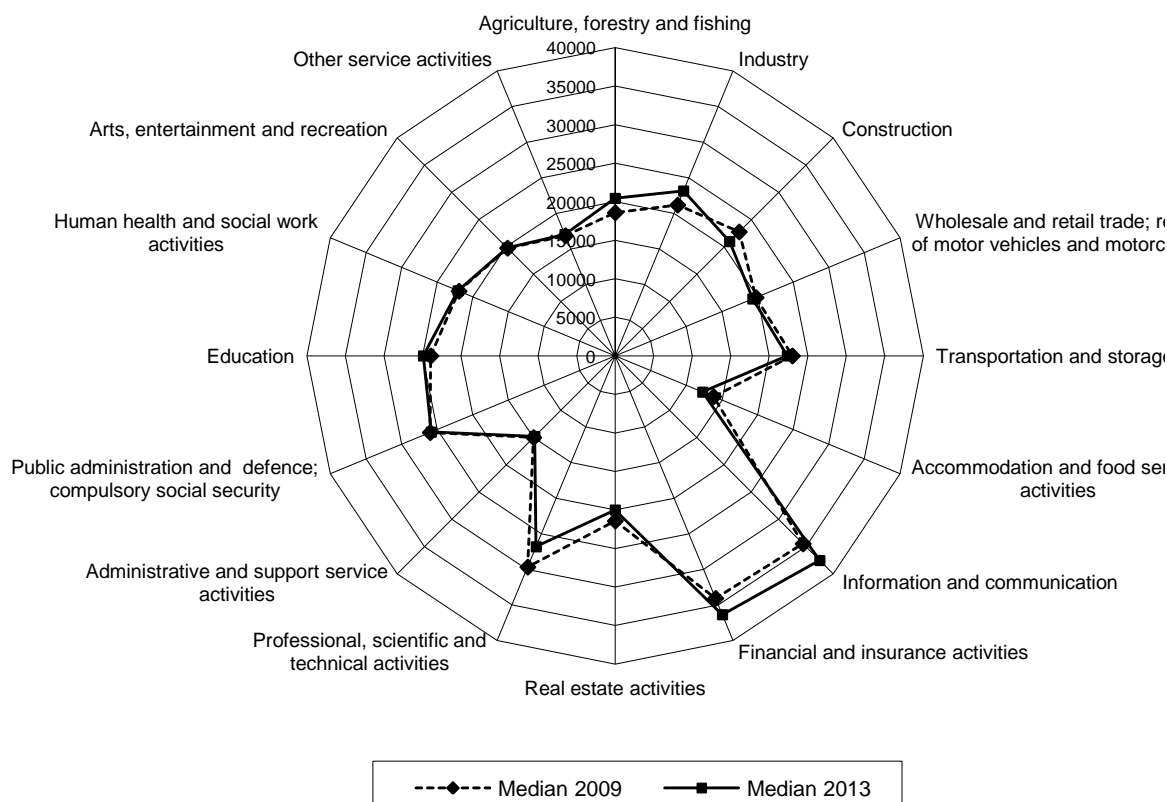 Agriculture, forestry and fishing
Industry
Construction
Wholesale and retail trade;
of motor vehicles and
Transportation and storage
Accommodation and food
activities
Information and communication
Financial and insurance activities
Real estate activities
Professional, scientific and
technical activities
Administrative and support service
activities
Public administration and  defence;
compulsory social security
Education
Human health and social work
activities
Arts, entertainment and recreation
Other service activities
40000
35000
30000
25000
20000
15000
10000
5000
0
Median 2009
Median 2013